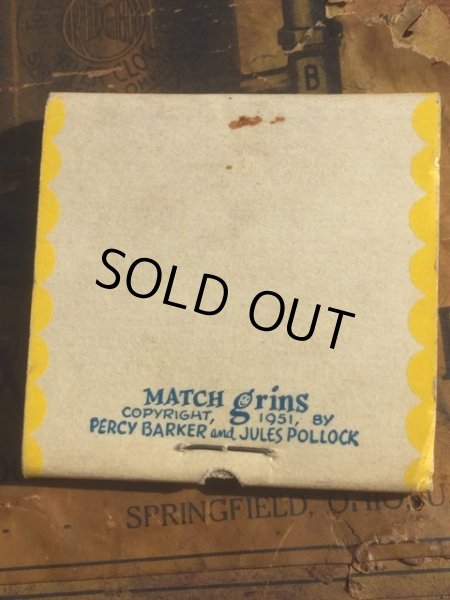 B
SOLD OUT
MATCH grins
COPYRIGHT, 1951, BY
PERCY BARKER and JULES POLLOCK
SPRINGFIELD, OHIO, U